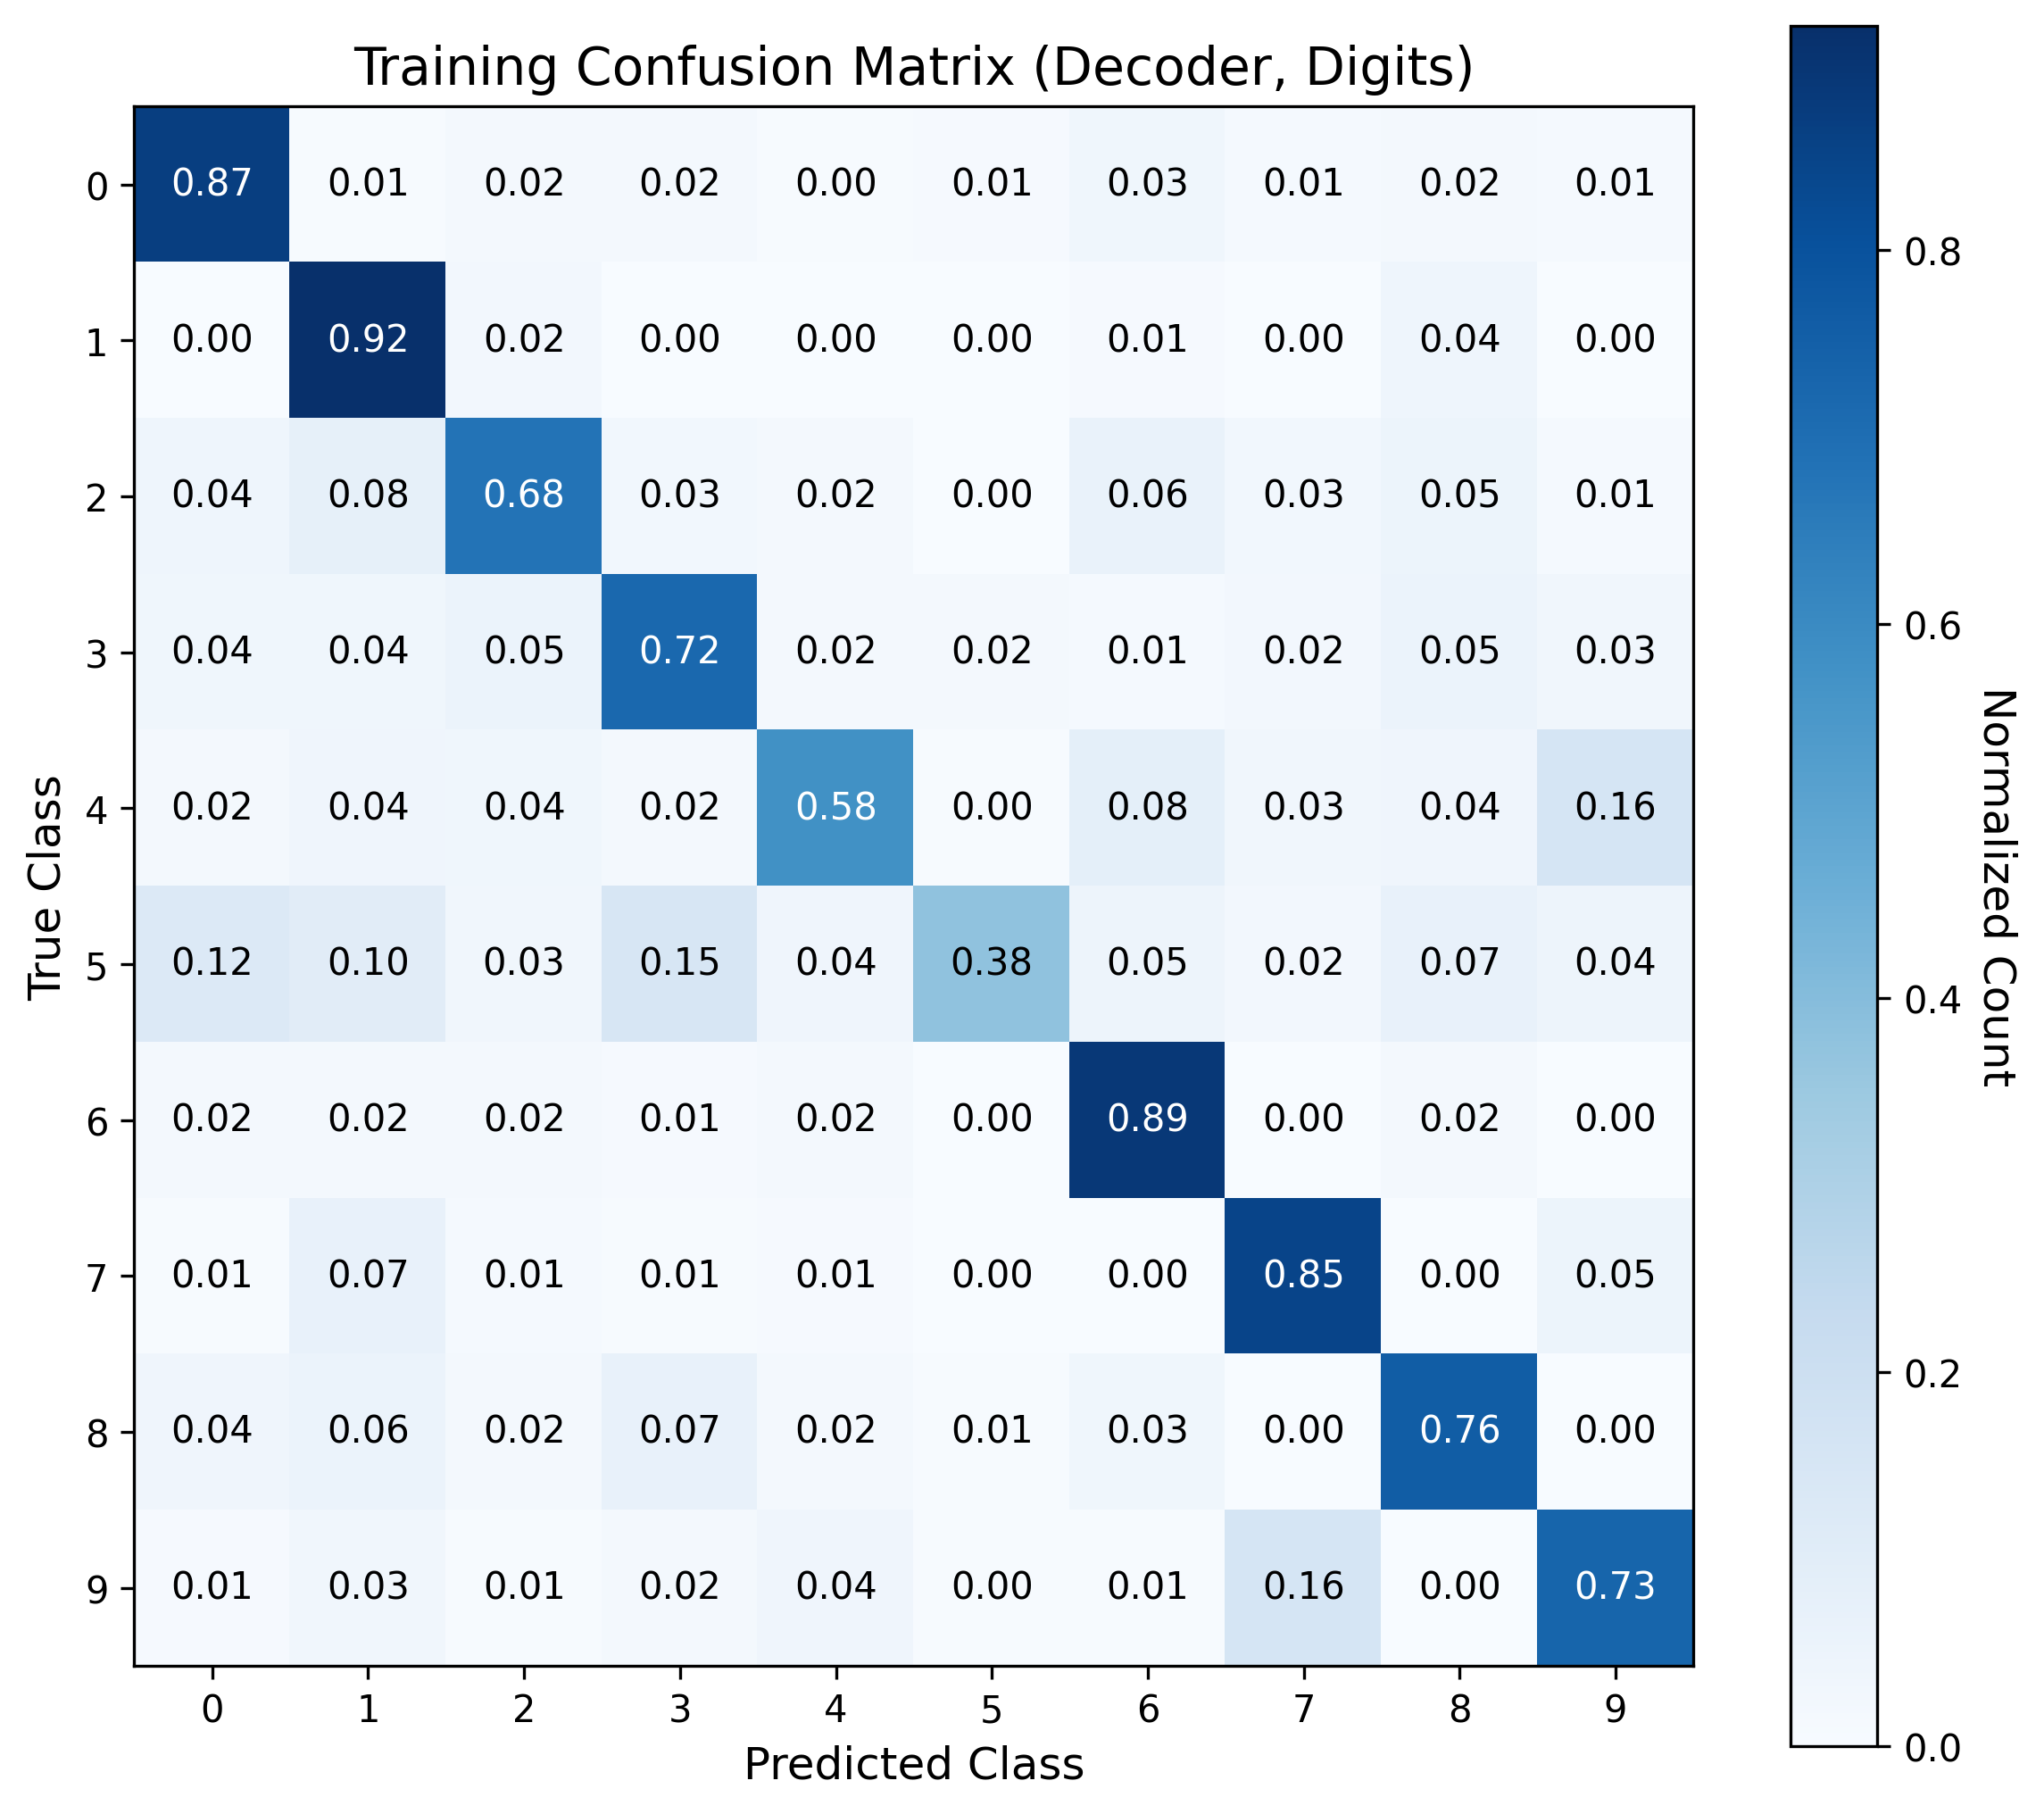 Training Confusion Matrix (Decoder, Digits)
0 0.87 0.01 0.02 0.02 0.00 0.01 0.03 0.01 0.02 0.01
1 0.00 0.92 0.02 0.00 0.00 0.00 0.01 0.00 0.04 0.00
2 0.04 0.08 0.68 0.03 0.02 0.00 0.06 0.03 0.05 0.01
3 0.04 0.04 0.05 0.72 0.02 0.02 0.01 0.02 0.05 0.03
4 0.02 0.04 0.04 0.02 0.58 0.00 0.08 0.03 0.04 0.16
5 0.12 0.10 0.03 0.15 0.04 0.38 0.05 0.02 0.07 0.04
6 0.02 0.02 0.02 0.01 0.02 0.00 0.89 0.00 0.02 0.00
7 0.01 0.07 0.01 0.01 0.01 0.00 0.00 0.85 0.00 0.05
8 0.04 0.06 0.02 0.07 0.02 0.01 0.03 0.00 0.76 0.00
9 0.01 0.03 0.01 0.02 0.04 0.00 0.01 0.16 0.00 0.73
0 1 2 3 4 5 6 7 8 9
Predicted Class
True Class
0.8
0.6
0.4
0.2
0.0
Normalized Count